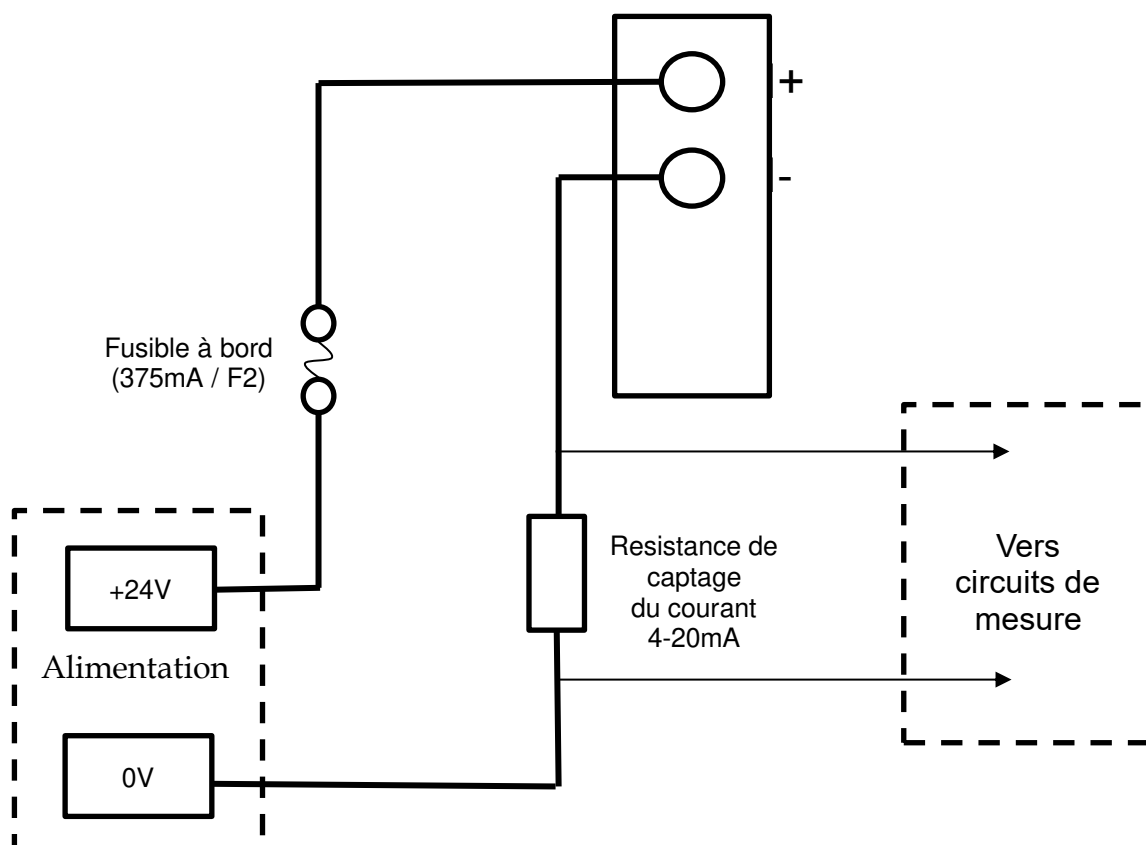 +
-
Fusible à bord
(375mA / F2)
+24V
Alimentation
0V
Resistance de
captage
du courant
4-20mA
Vers
circuits de
mesure